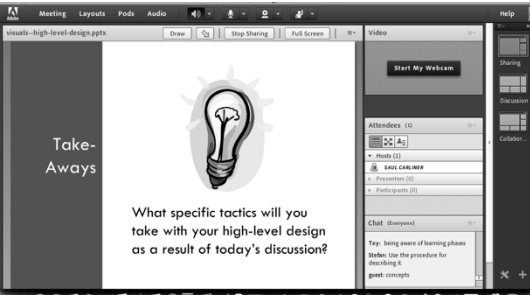 Adobe
Meeting Layouts Pods Audio Help
visuals--high-level-design.pptx Draw Stop Sharing Full Screen
Video
Start My Webcam
Sharing
Discussion
Collabor...
Take-
Aways
What specific tactics will you
take with your high-level design
as a result of today's discussion?
Attendees (1)
Hosts (1)
SAUL CARLINER
Presenters (0)
Participants (0)
Chat (Everyone)
Tey: being aware of learning phases
Stefan: Use the procedure for
describing it.
guest: concepts